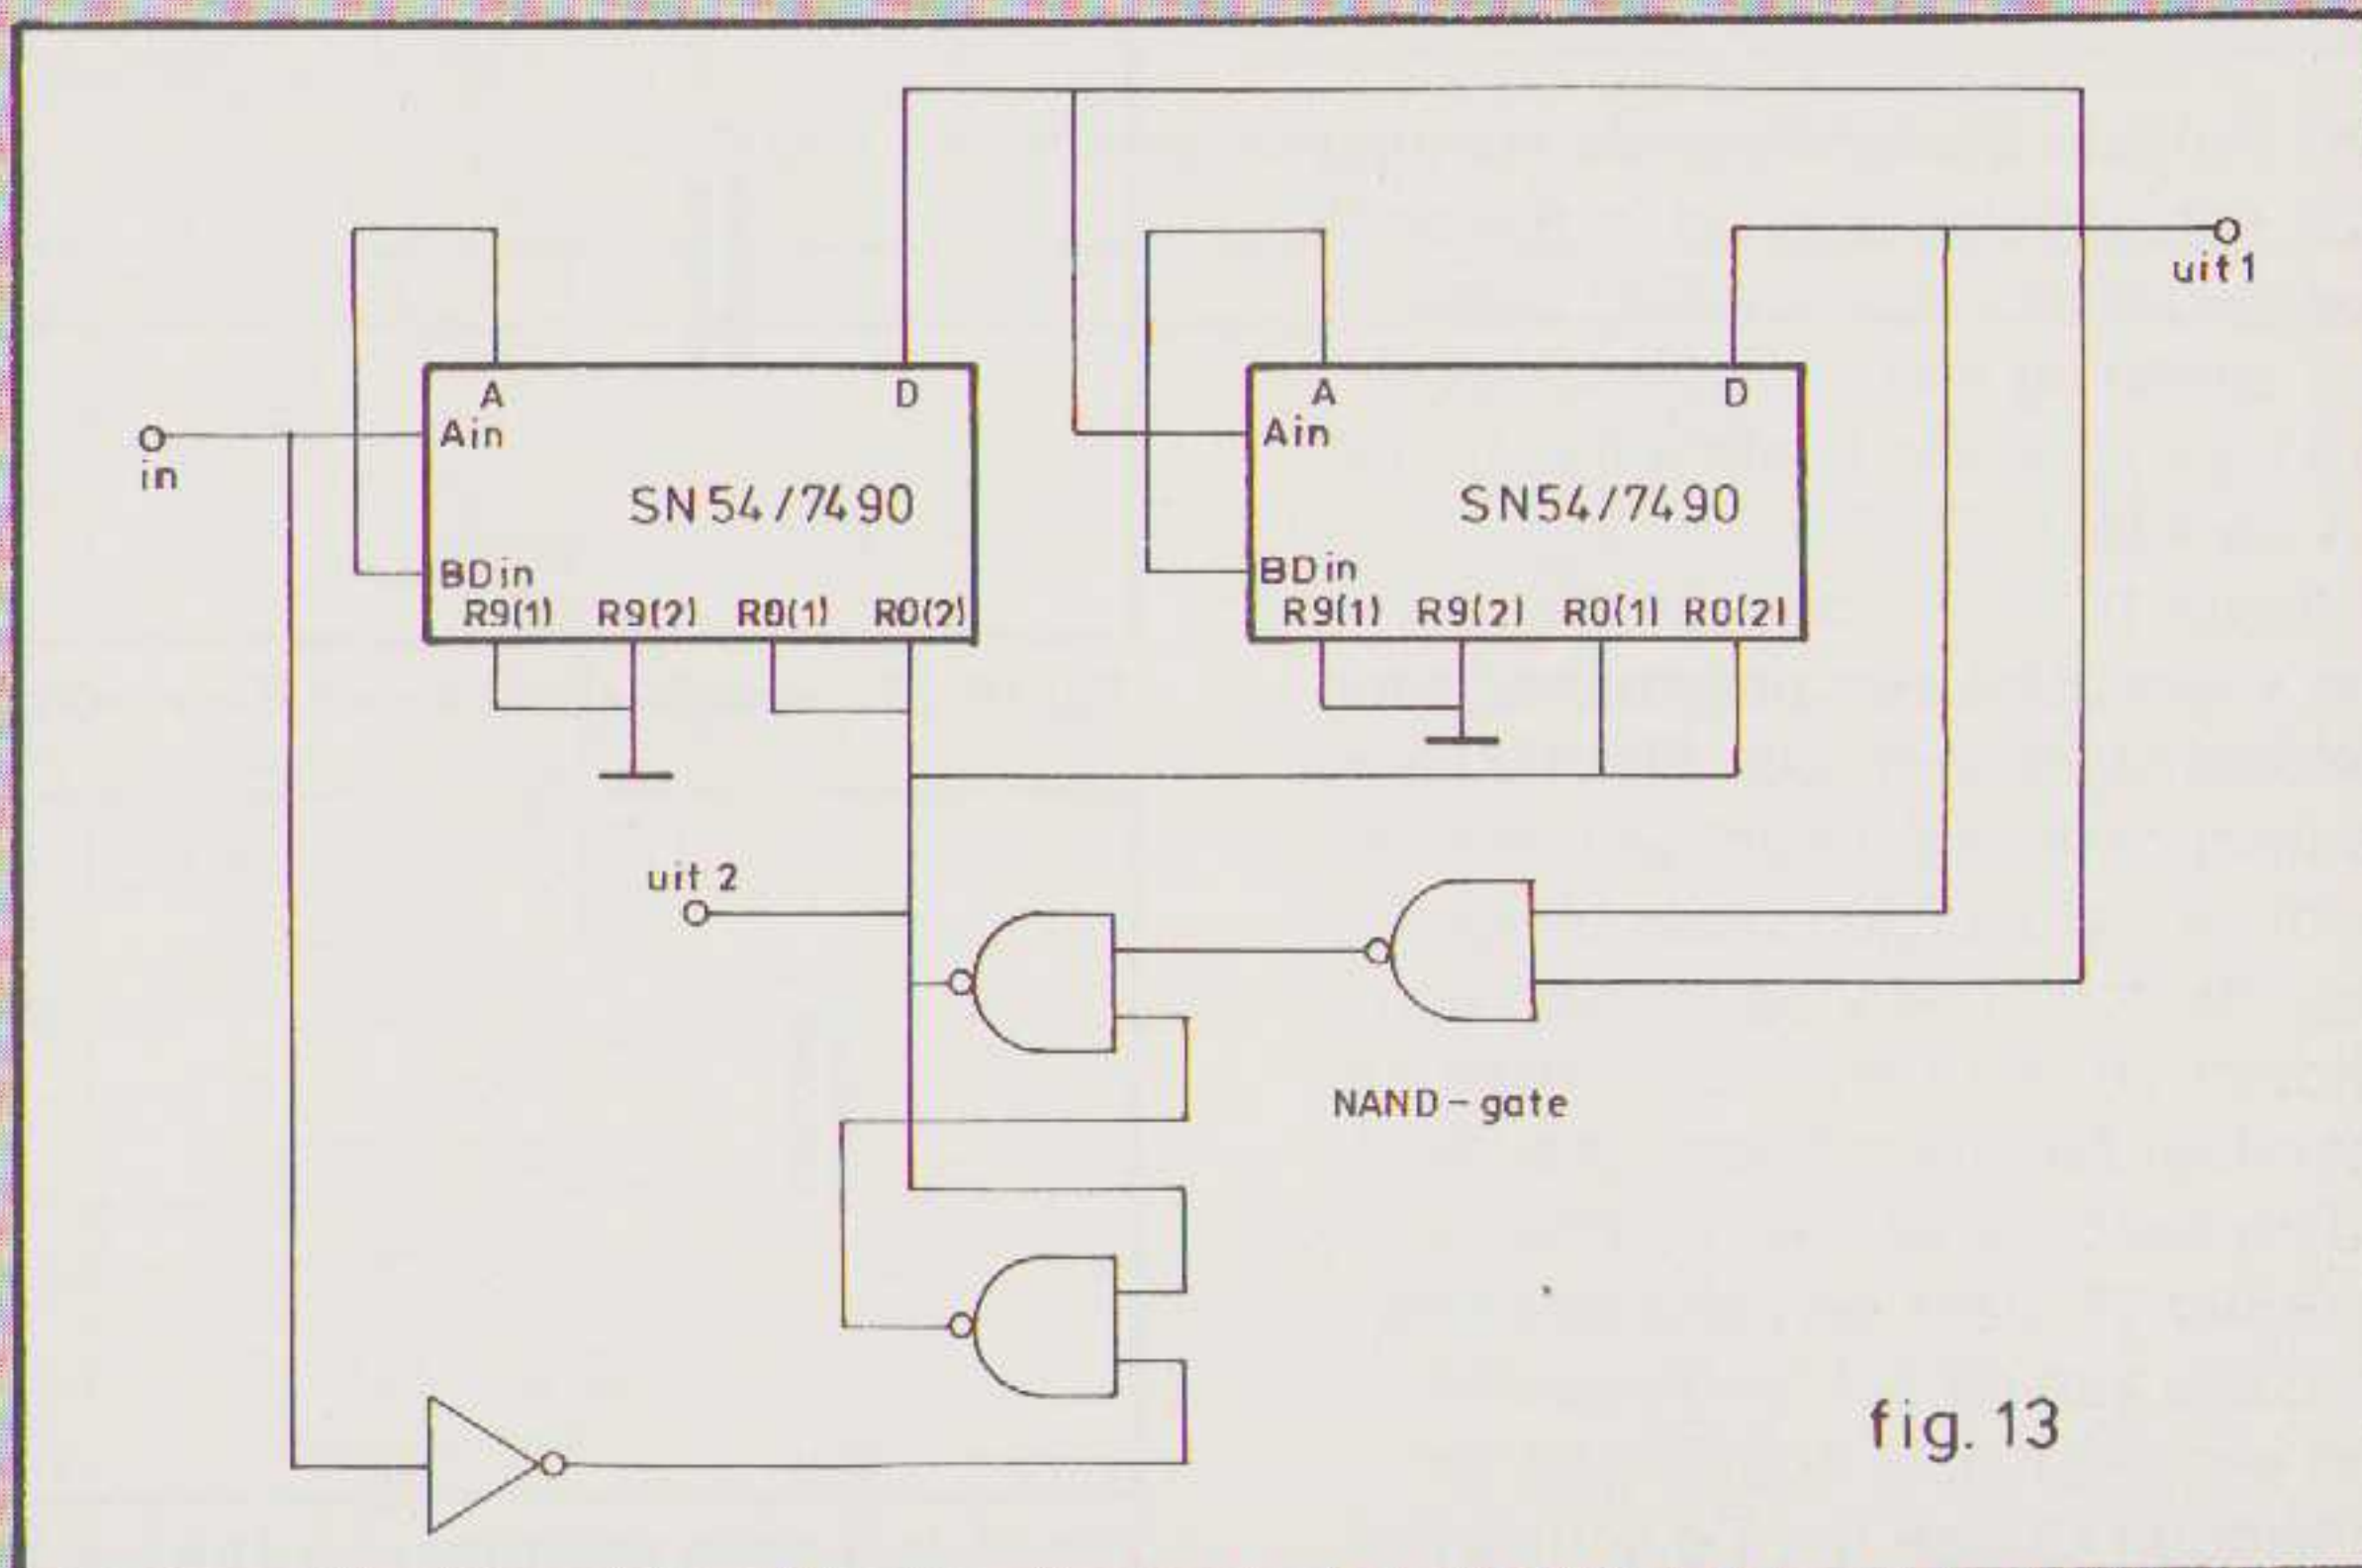 uit 1
A
D
A
D
in
Ain
Ain
SN54/7490
SN54/7490
BDin
BDin
R9(1) R9(2) R0(1) R0(2)
R9(1) R9(2) R0(1) R0(2)
uit 2
NAND-gate
fig. 13